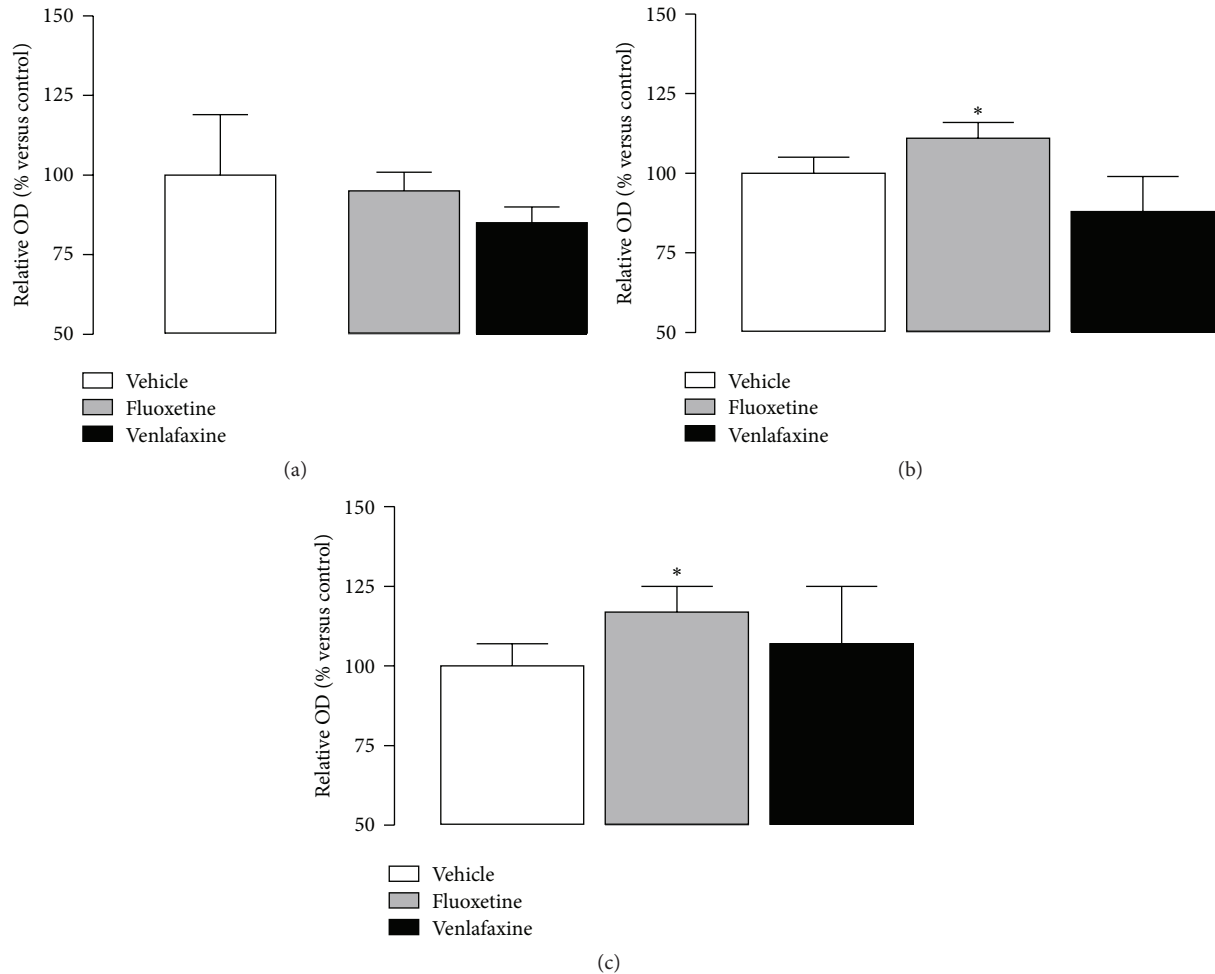 150
125
100
75
50
Relative OD (% versus control)
Vehicle
Fluoxetine
Venlafaxine
(a)
150
125
100
75
50
Relative OD (% versus control)
*
Vehicle
Fluoxetine
Venlafaxine
(b)
150
125
100
75
50
Relative OD (% versus control)
*
Vehicle
Fluoxetine
Venlafaxine
(c)